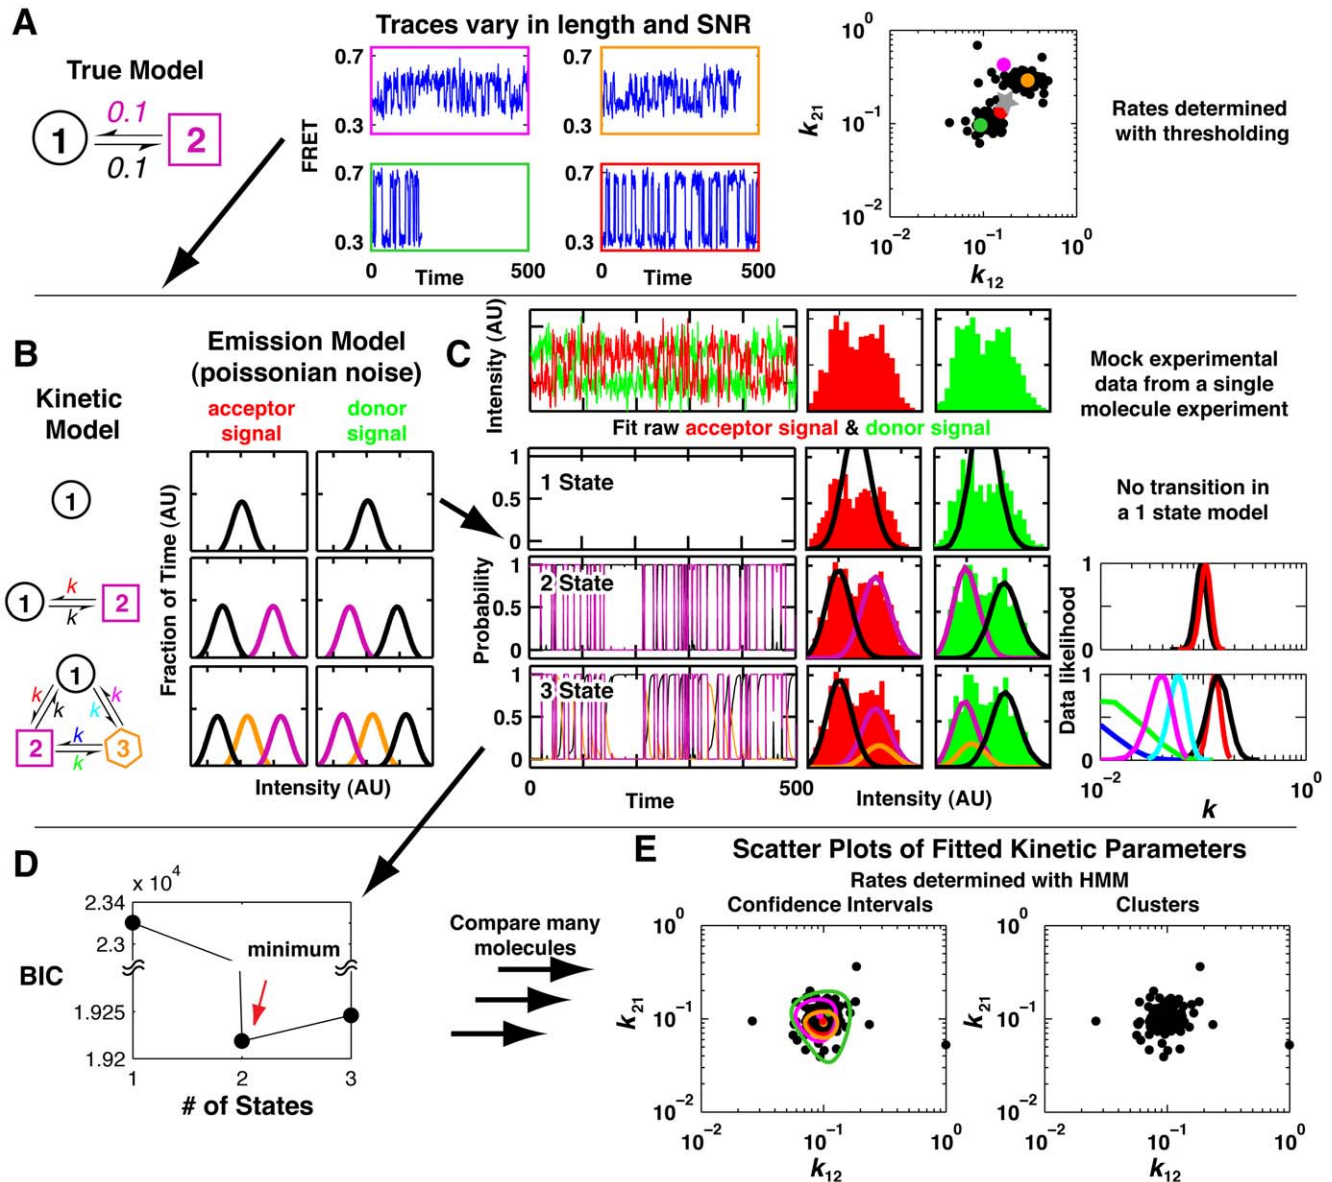 A
True Model
1
0.1
0.1
2
Traces vary in length and SNR
0.7
0.3
0.7
0.3
FRET
0.7
0.3
0.7
0.3
0
Time
500
0
Time
500
10^0
10^-1
10^-2
k21
10^-2
10^-1
10^0
k12
Rates determined
with thresholding
B
Kinetic
Model
Emission Model
(poissonian noise)
acceptor
signal
donor
signal
1
1
k
k
2
1
k
k
k
k
2
k
k
3
Fraction of Time (AU)
Intensity (AU)
C
Intensity (AU)
Fit raw acceptor signal & donor signal
Mock experimental
data from a single
molecule experiment
1
0.5
0
1 State
No transition in
a 1 state model
Probability
1
0.5
0
2 State
1
0.5
0
3 State
0
Time
500
Intensity (AU)
Data likelihood
1
0
1
0
10^-2
k
10^0
D
x 10^4
2.34
2.3
1.925
1.92
BIC
minimum
1
2
3
# of States
Compare many
molecules
E
Scatter Plots of Fitted Kinetic Parameters
Rates determined with HMM
Confidence Intervals
Clusters
10^0
10^-1
10^-2
k21
10^-2
10^-1
10^0
k12
10^0
10^-1
10^-2
k21
10^-2
10^-1
10^0
k12